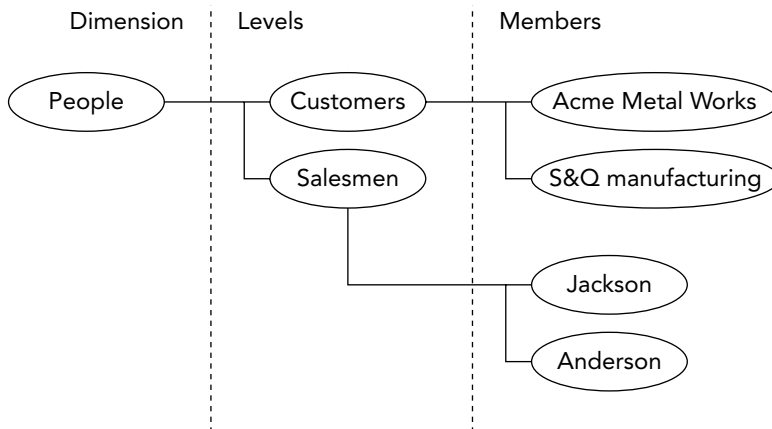 Dimension
Levels
Members
People
Customers
Acme Metal Works
Salesmen
S&Q manufacturing
Jackson
Anderson